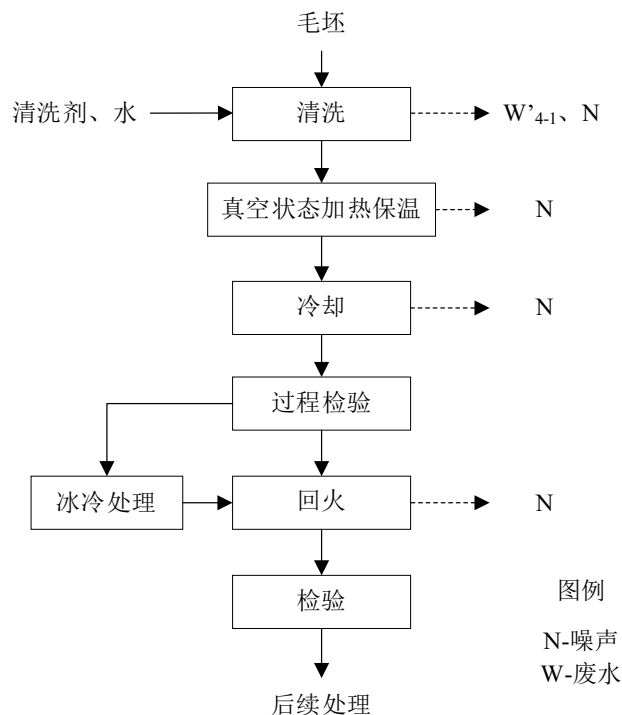 毛坯
清洗剂、水
清洗
W’4-1、N
真空状态加热保温
N
冷却
N
过程检验
冰冷处理
回火
N
检验
图例
N-噪声
W-废水
后续处理